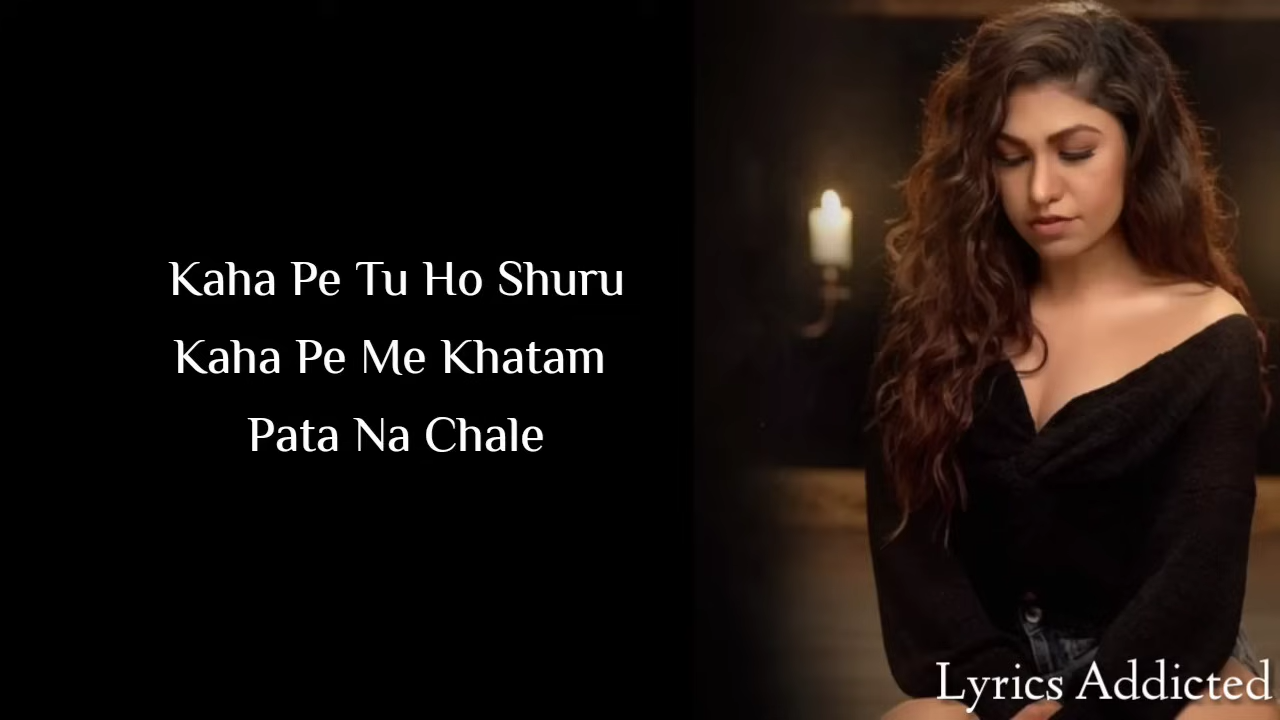 Kaha Pe Tu Ho Shuru
Kaha Pe Me Khatam
Pata Na Chale
Lyrics Addicted